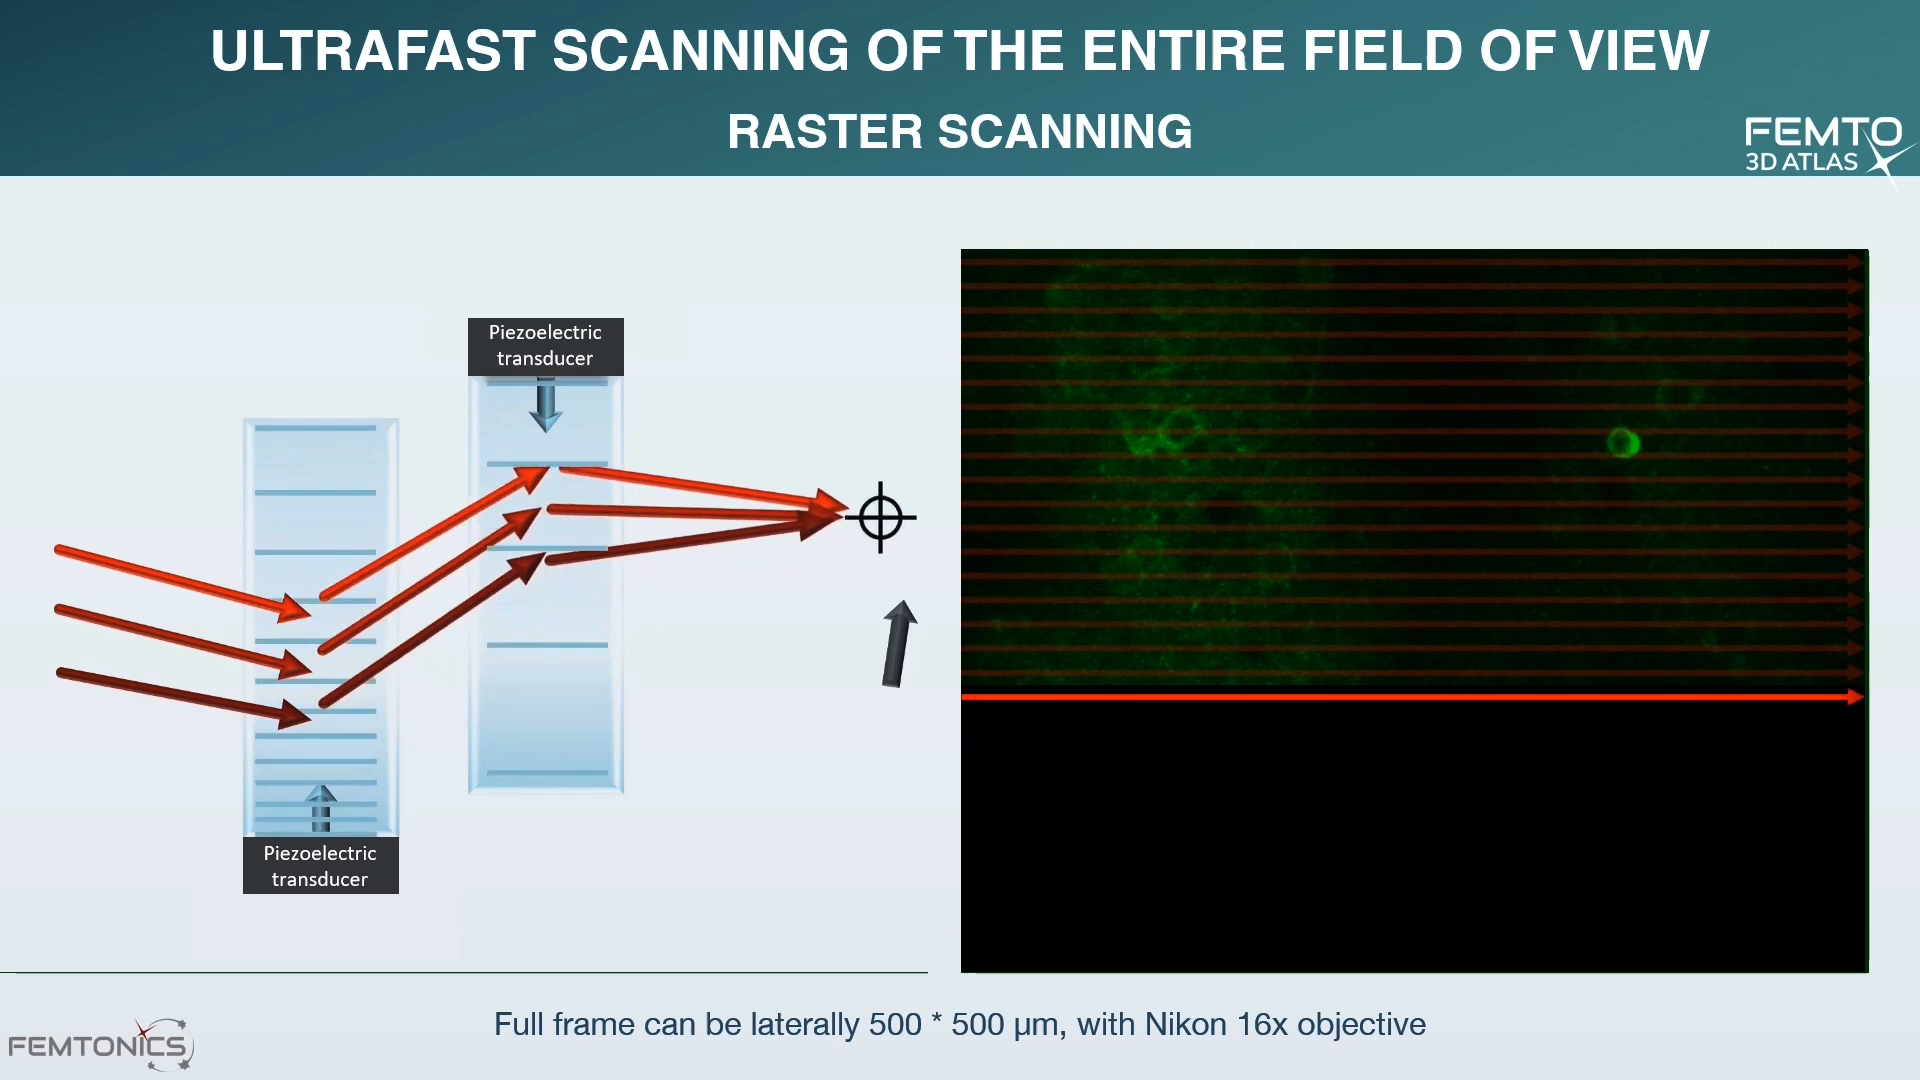 ULTRAFAST SCANNING OF THE ENTIRE FIELD OF VIEW
RASTER SCANNING
FEMTO
3D ATLAS
Piezoelectric
transducer
Piezoelectric
transducer
Full frame can be laterally 500 * 500 µm, with Nikon 16x objective
FEMTONICS